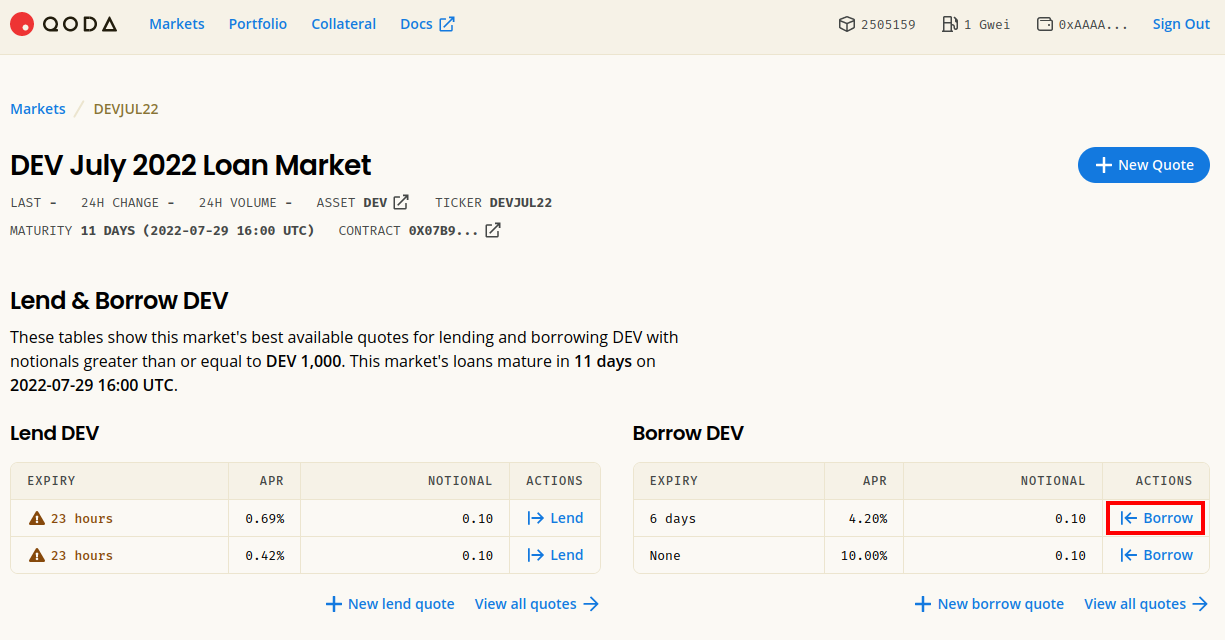 QODA Markets Portfolio Collateral Docs 2505159 1 Gwei 0xAAAA... Sign Out
Markets / DEVJUL22
DEV July 2022 Loan Market
New Quote
LAST - 24H CHANGE - 24H VOLUME - ASSET DEV TICKER DEVJUL22
MATURITY 11 DAYS (2022-07-29 16:00 UTC) CONTRACT 0X07B9...
Lend & Borrow DEV
These tables show this market's best available quotes for lending and borrowing DEV with
notionals greater than or equal to DEV 1,000. This market's loans mature in 11 days on
2022-07-29 16:00 UTC.
Lend DEV
EXPIRY APR NOTIONAL ACTIONS
23 hours 0.69% 0.10 Lend
23 hours 0.42% 0.10 Lend
New lend quote View all quotes
Borrow DEV
EXPIRY APR NOTIONAL ACTIONS
6 days 4.20% 0.10 Borrow
None 10.00% 0.10 Borrow
New borrow quote View all quotes